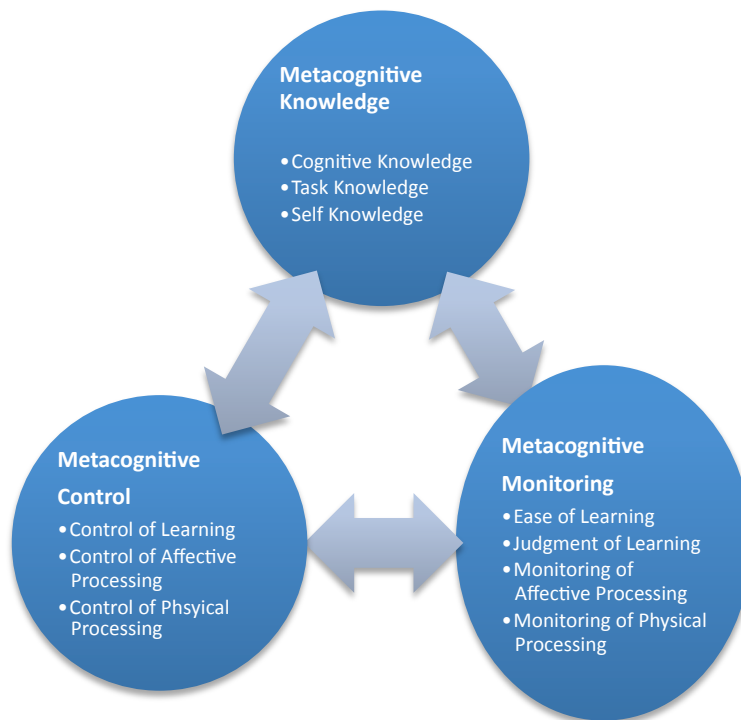 Metacognitive
Knowledge
•Cognitive Knowledge
•Task Knowledge
•Self Knowledge
Metacognitive
Control
•Control of Learning
•Control of Affective
Processing
•Control of Phsyical
Processing
Metacognitive
Monitoring
•Ease of Learning
•Judgment of Learning
•Monitoring of
Affective Processing
•Monitoring of Physical
Processing